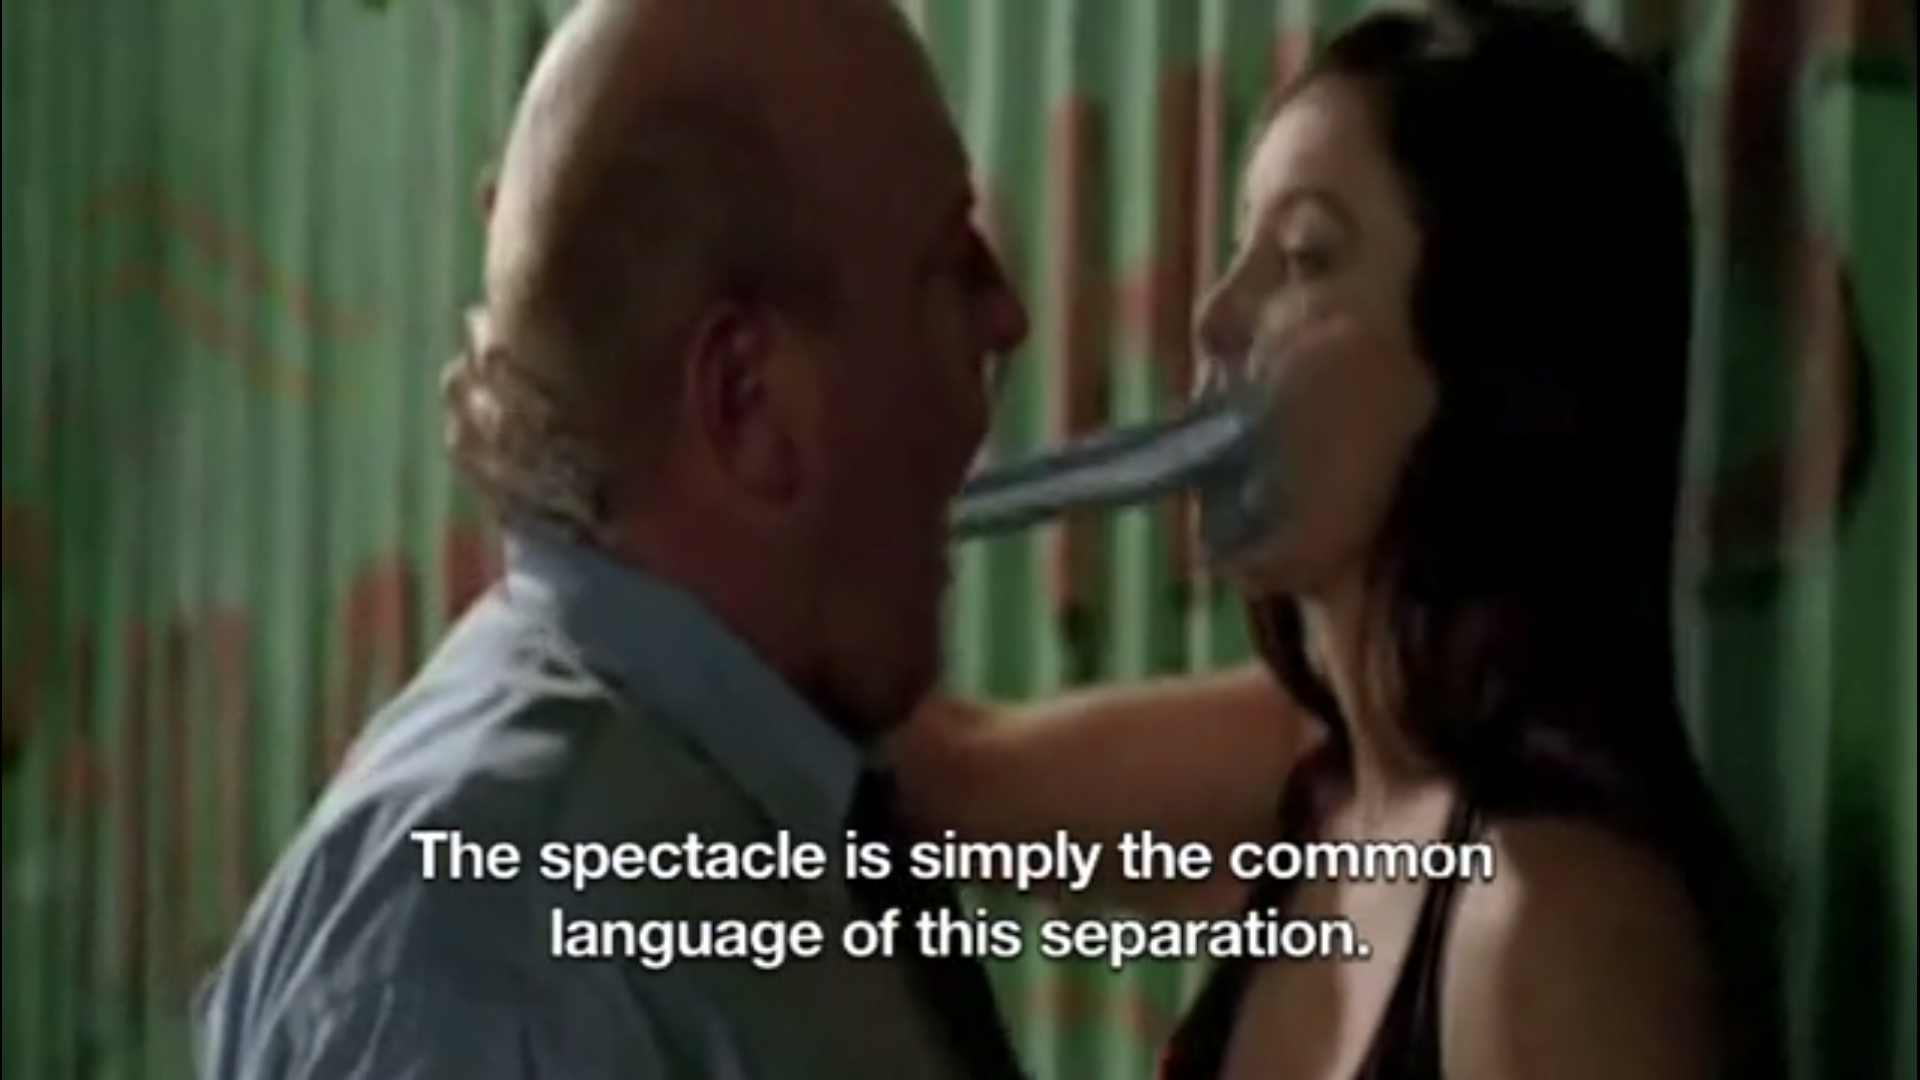 The spectacle is simply the common
language of this separation.